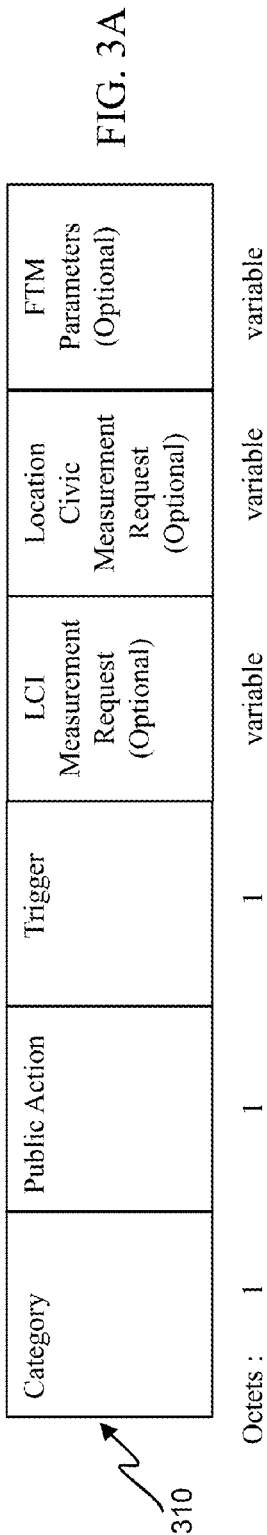 FIG. 3A
Category
Public Action
Trigger
LCI
Measurement
Request
(Optional)
Location
Civic
Measurement
Request
(Optional)
FTM
Parameters
(Optional)
310
Octets : 1 1 1 variable variable variable